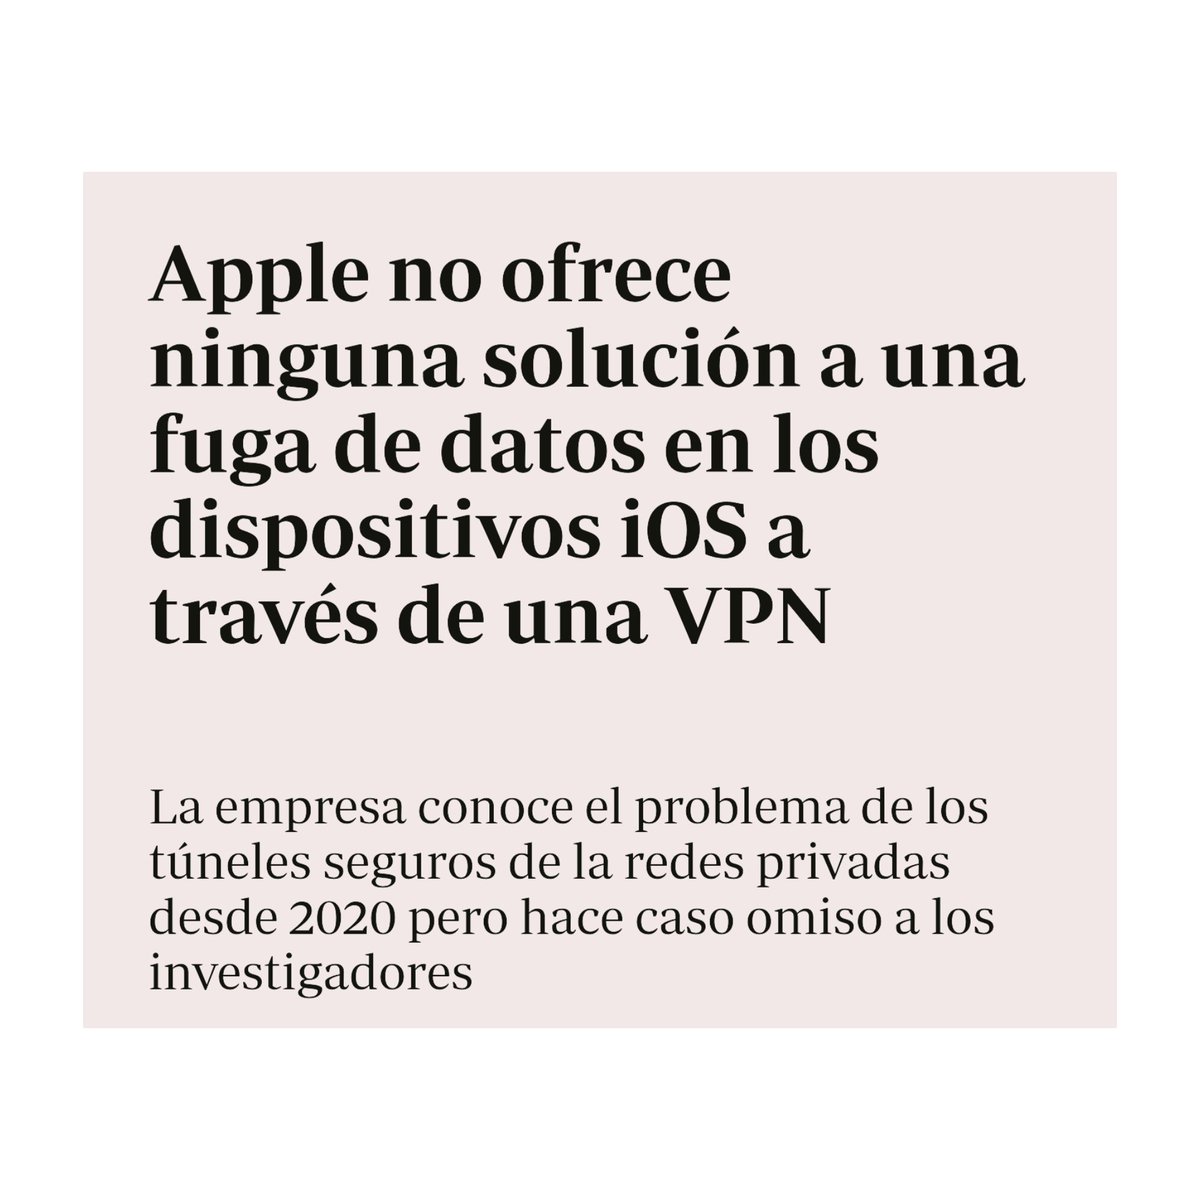 Apple no ofrece
ninguna solución a una
fuga de datos en los
dispositivos iOS a
través de una VPN
La empresa conoce el problema de los
túneles seguros de la redes privadas
desde 2020 pero hace caso omiso a los
investigadores